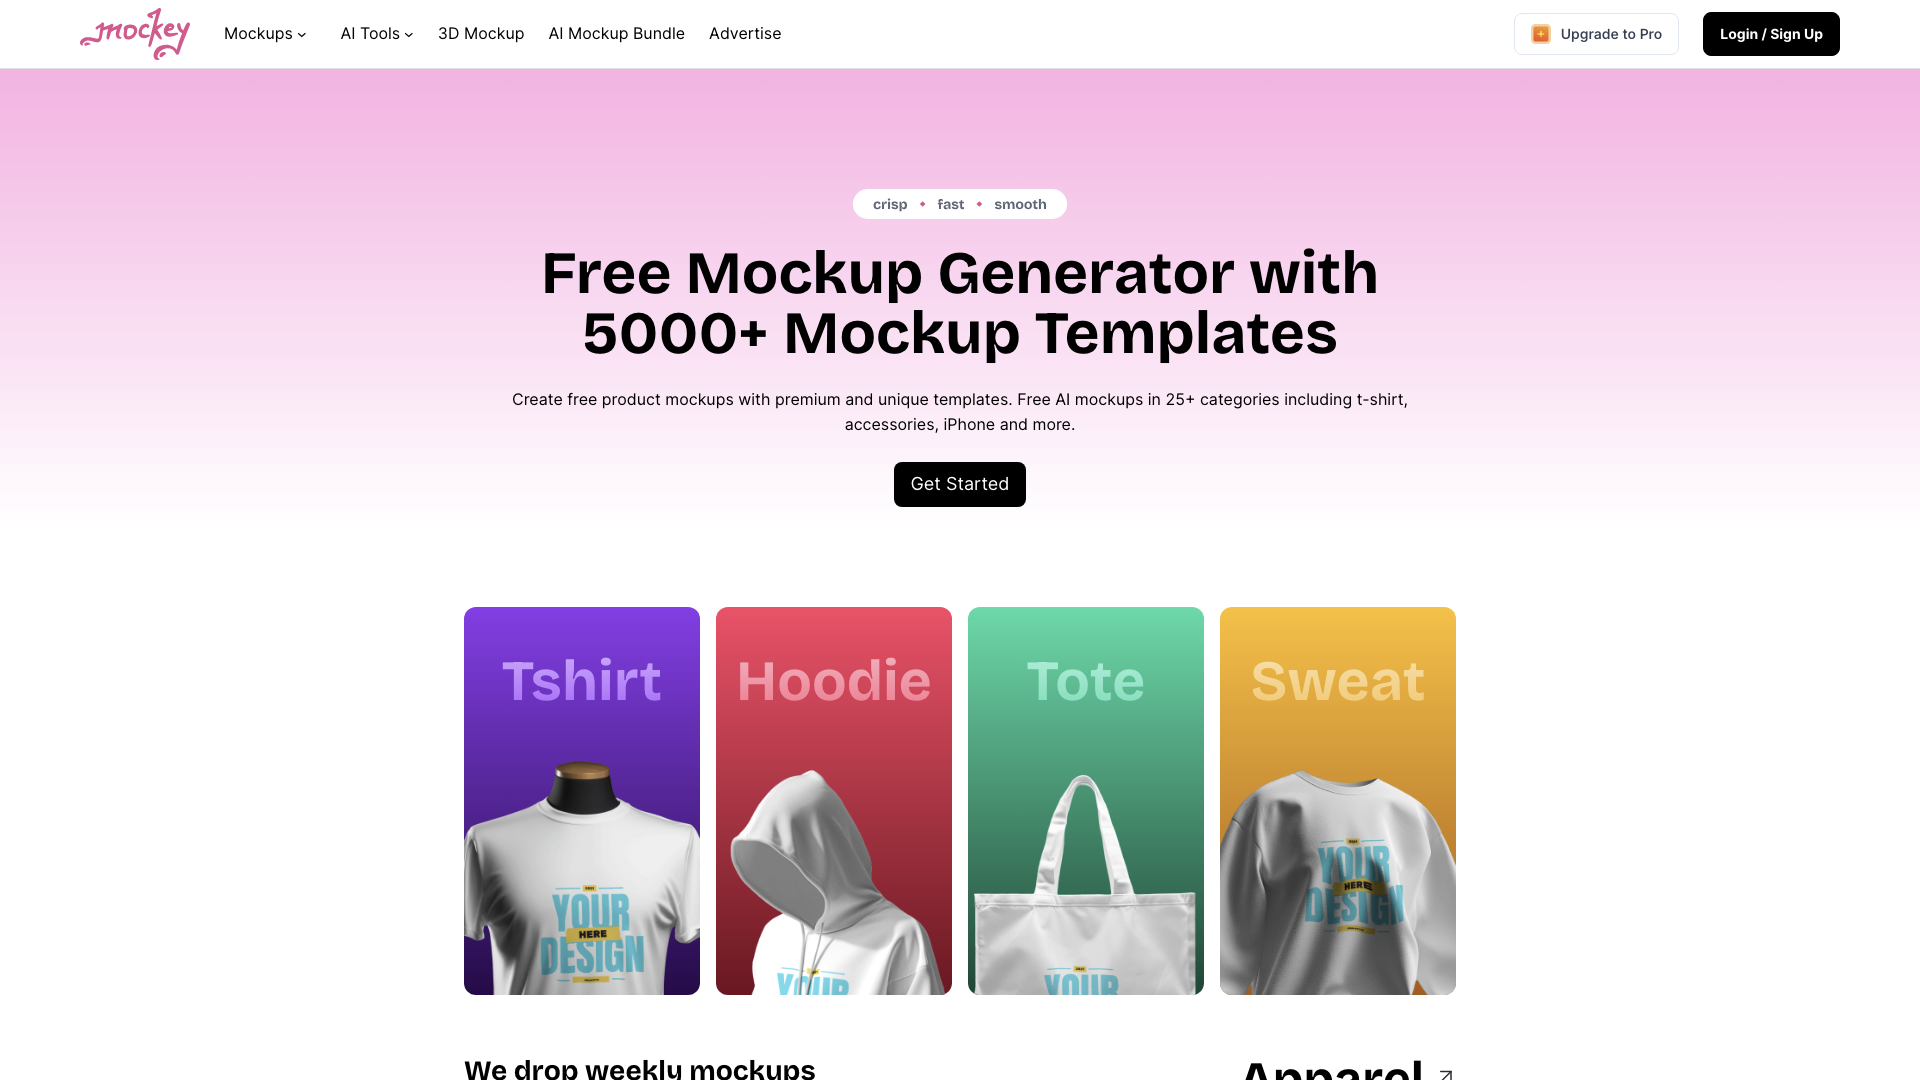 mockey
Mockups
AI Tools
3D Mockup
AI Mockup Bundle
Advertise
Upgrade to Pro
Login / Sign Up
crisp • fast • smooth
Free Mockup Generator with
5000+ Mockup Templates
Create free product mockups with premium and unique templates. Free AI mockups in 25+ categories including t-shirt,
accessories, iPhone and more.
Get Started
Tshirt
Hoodie
Tote
Sweat
YOUR
HERE
DESIGN
YOUR
YOUR
YOUR
HERE
DESIGN
We drop weekly mockups
Apparel